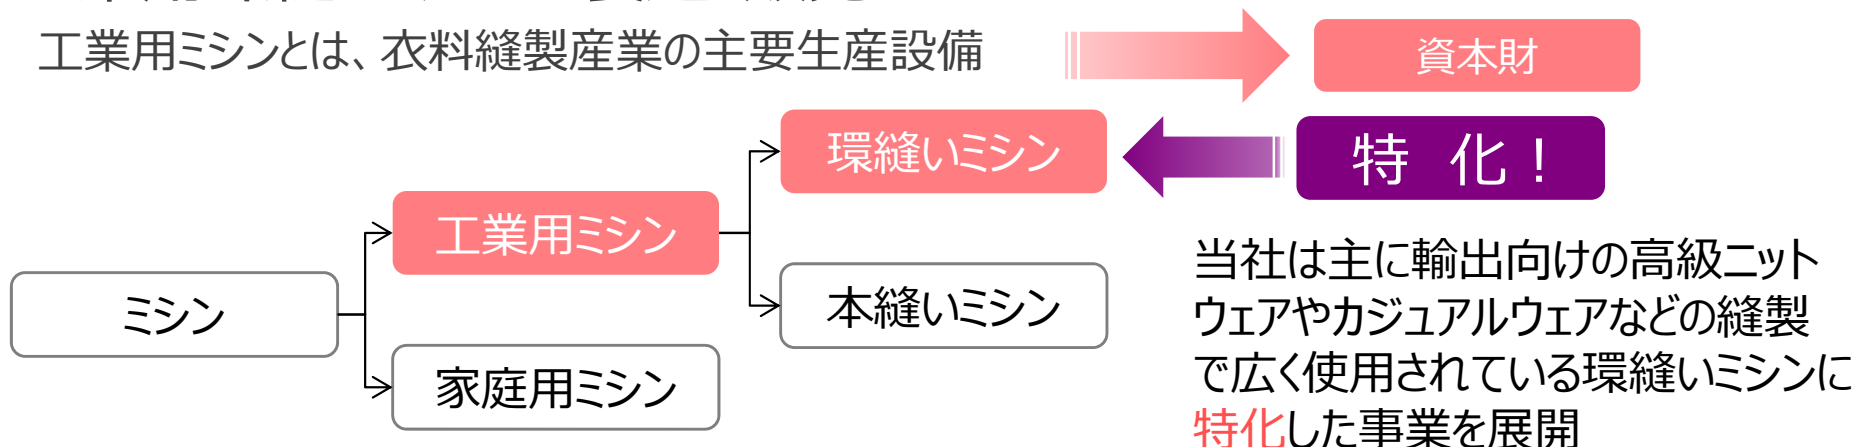 工業用ミシンとは、衣料縫製産業の主要生産設備
資本財
環縫いミシン
特 化！
工業用ミシン
ミシン
本縫いミシン
家庭用ミシン
当社は主に輸出向けの高級ニット
ウェアやカジュアルウェアなどの縫製
で広く使用されている環縫いミシンに
特化した事業を展開